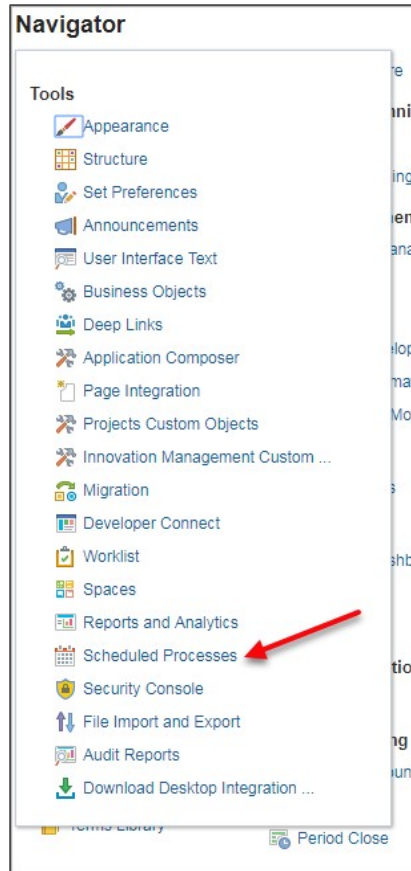 Navigator
Tools
Appearance
Structure
Set Preferences
Announcements
User Interface Text
Business Objects
Deep Links
Application Composer
Page Integration
Projects Custom Objects
Innovation Management Custom ...
Migration
Developer Connect
Worklist
Spaces
Reports and Analytics
Scheduled Processes
Security Console
File Import and Export
Audit Reports
Download Desktop Integration ...
Terms Library
Period Close